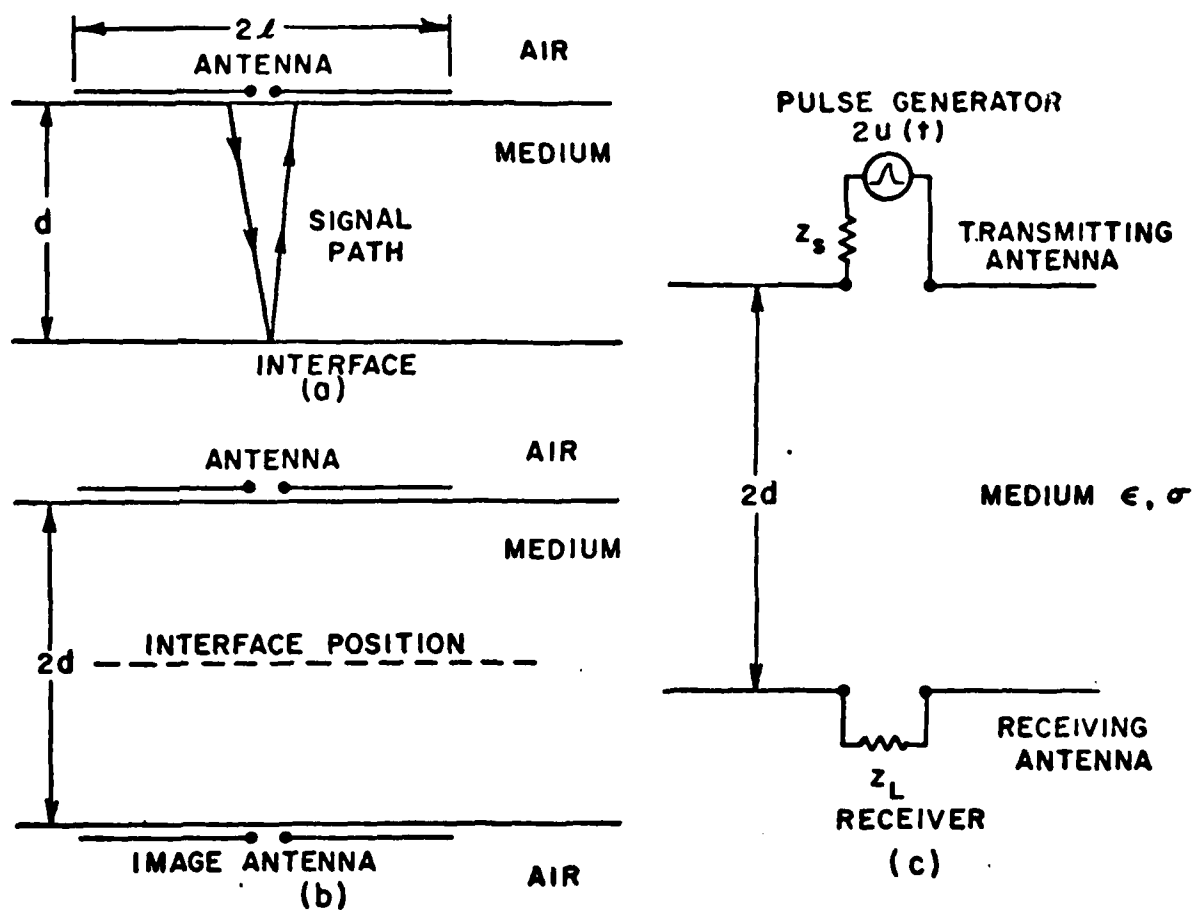 2ℓ
ANTENNA
AIR
MEDIUM
d
SIGNAL
PATH
INTERFACE
(a)
ANTENNA
AIR
MEDIUM
2d
INTERFACE POSITION
IMAGE ANTENNA
AIR
(b)
PULSE GENERATOR
2u(t)
Zs
T.RANSMITTING
ANTENNA
2d
MEDIUM ϵ, σ
RECEIVING
ANTENNA
ZL
RECEIVER
(c)